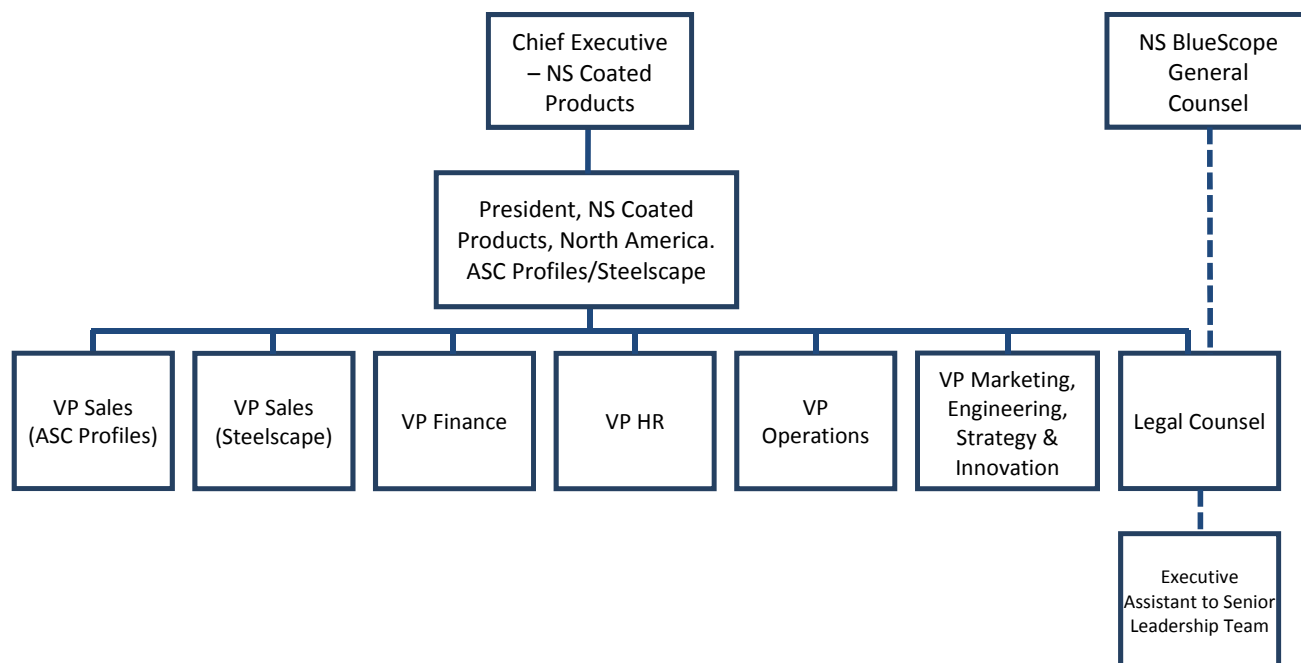 Chief Executive
– NS Coated
Products
NS BlueScope
General
Counsel
President, NS Coated
Products, North America.
ASC Profiles/Steelscape
VP Sales
(ASC Profiles)
VP Sales
(Steelscape)
VP Finance
VP HR
VP
Operations
VP Marketing,
Engineering,
Strategy &
Innovation
Legal Counsel
Executive
Assistant to Senior
Leadership Team